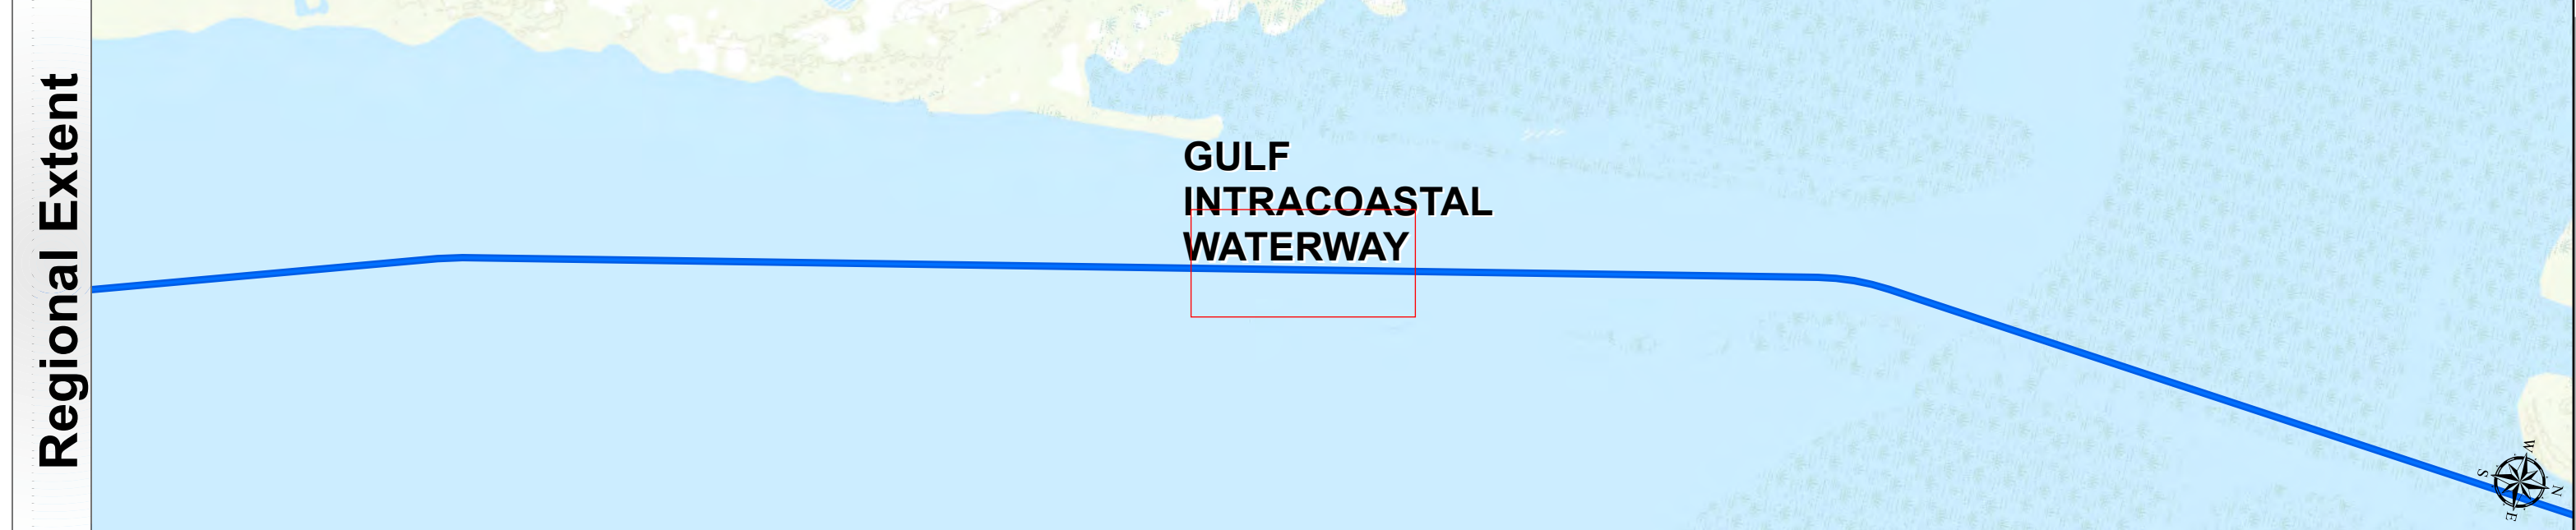 Regional Extent
GULF
INTRACOASTAL
WATERWAY
W
S
N
E